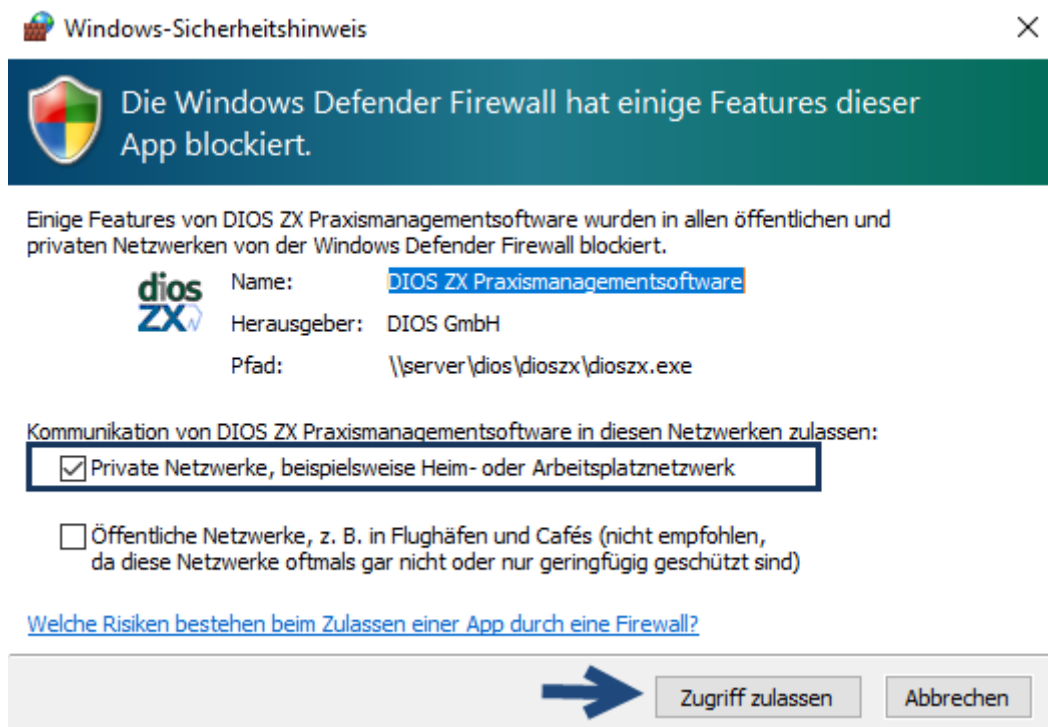 Windows-Sicherheitshinweis
Die Windows Defender Firewall hat einige Features dieser
App blockiert.
Einige Features von DIOS ZX Praxismanagementsoftware wurden in allen öffentlichen und
privaten Netzwerken von der Windows Defender Firewall blockiert.
dios
ZX
Name: DIOS ZX Praxismanagementsoftware
Herausgeber: DIOS GmbH
Pfad: \\server\dios\dioszx\dioszx.exe
Kommunikation von DIOS ZX Praxismanagementsoftware in diesen Netzwerken zulassen:
Private Netzwerke, beispielsweise Heim- oder Arbeitsplatznetzwerk
Öffentliche Netzwerke, z. B. in Flughäfen und Cafés (nicht empfohlen,
da diese Netzwerke oftmals gar nicht oder nur geringfügig geschützt sind)
Welche Risiken bestehen beim Zulassen einer App durch eine Firewall?
Zugriff zulassen
Abbrechen